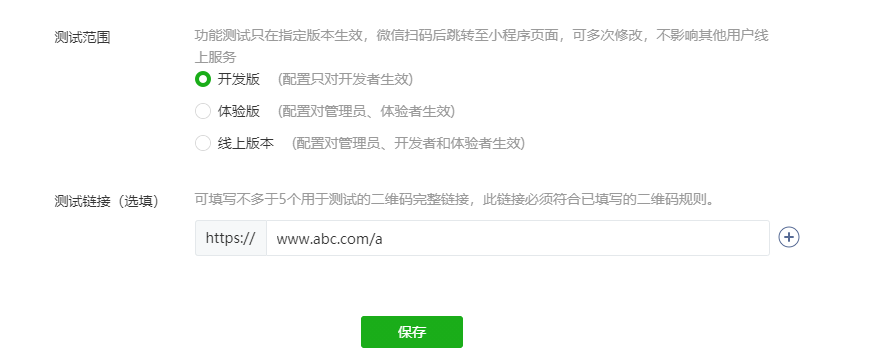 测试范围
功能测试只在指定版本生效，微信扫码后跳转至小程序页面，可多次修改，不影响其他用户线
上服务
开发版 (配置只对开发者生效)
体验版 (配置对管理员、体验者生效)
线上版本 (配置对管理员、开发者和体验者生效)
测试链接（选填）
可填写不多于5个用于测试的二维码完整链接，此链接必须符合已填写的二维码规则。
https:// www.abc.com/a
保存